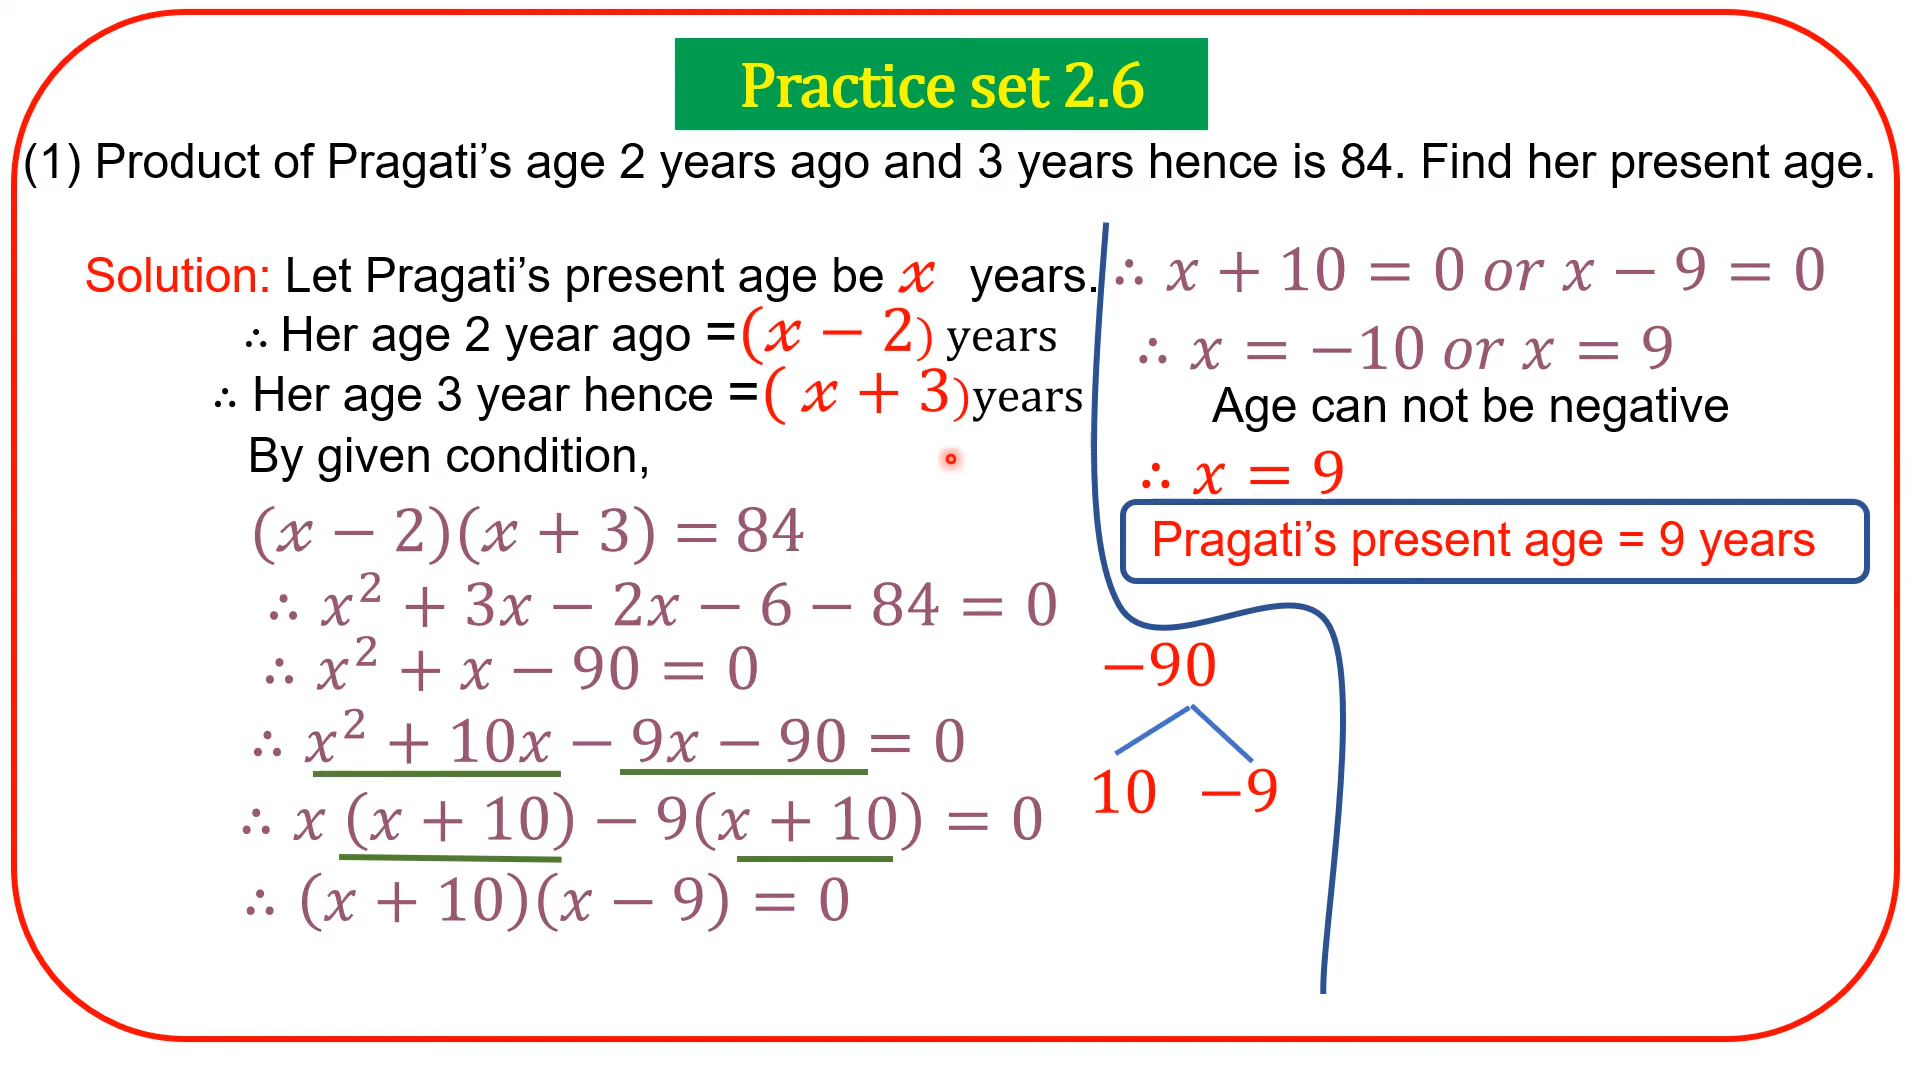 Practice set 2.6
(1) Product of Pragati’s age 2 years ago and 3 years hence is 84. Find her present age.
Solution: Let Pragati’s present age be x years.
∴ Her age 2 year ago =(x − 2) years
∴ Her age 3 year hence =( x + 3)years
By given condition,
(x − 2)(x + 3) = 84
∴ x² + 3x − 2x − 6 − 84 = 0
∴ x² + x − 90 = 0
∴ x² + 10x − 9x − 90 = 0
∴ x (x + 10) − 9(x + 10) = 0
∴ (x + 10)(x − 9) = 0
−90
10 −9
∴ x + 10 = 0 or x − 9 = 0
∴ x = −10 or x = 9
Age can not be negative
∴ x = 9
Pragati’s present age = 9 years